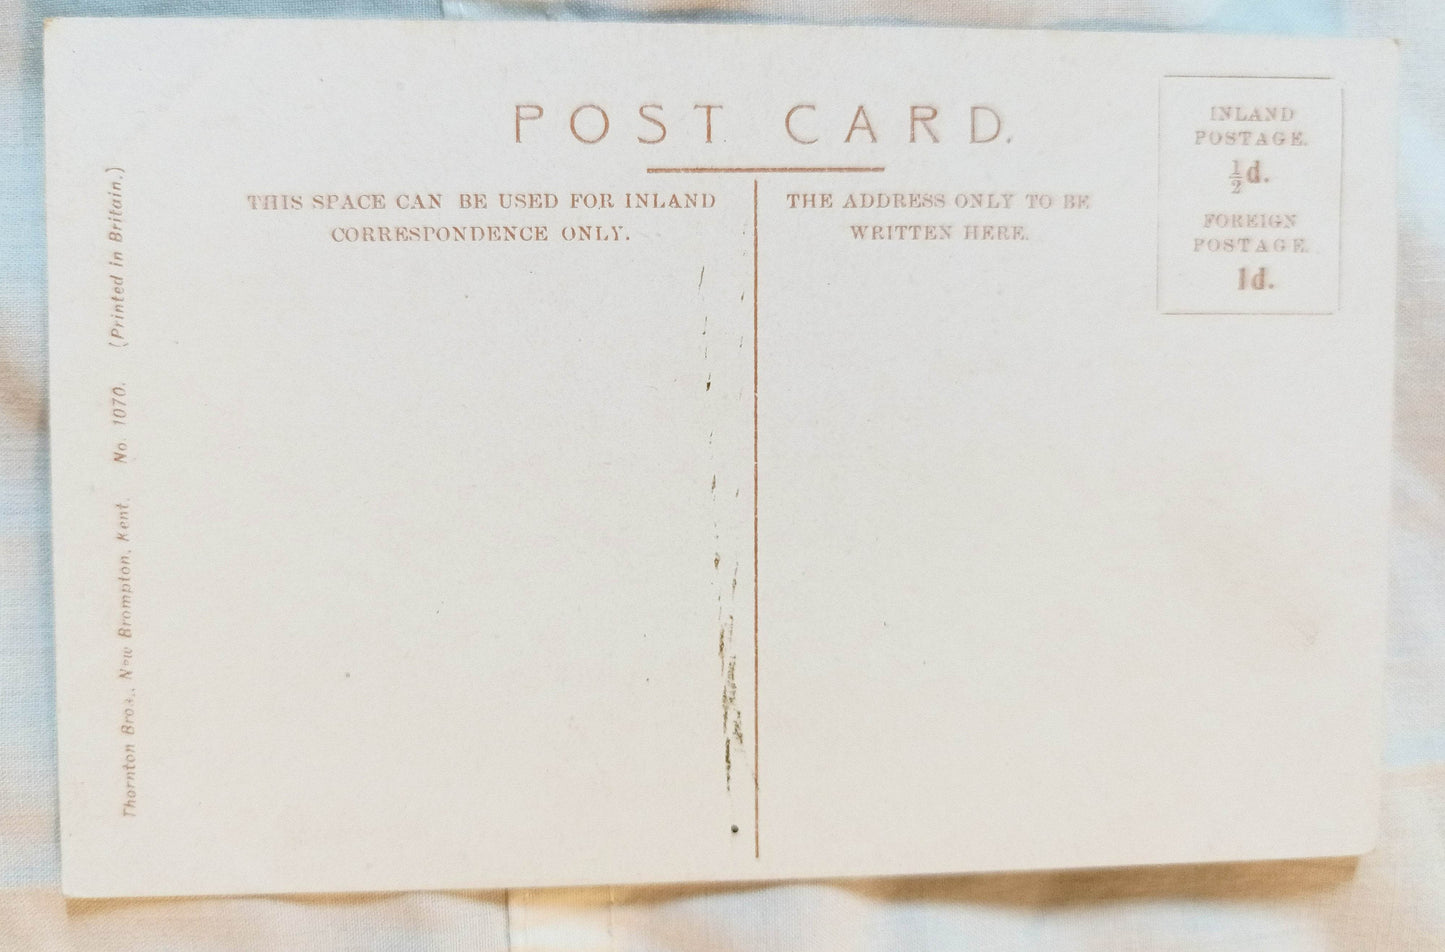 POST CARD.
THIS SPACE CAN BE USED FOR INLAND
CORRESPONDENCE ONLY.
THE ADDRESS ONLY TO BE
WRITTEN HERE.
INLAND
POSTAGE.
½d.
FOREIGN
POSTAGE.
1d.
Thornton Bros., New Brompton, Kent. No. 1070. (Printed in Britain.)